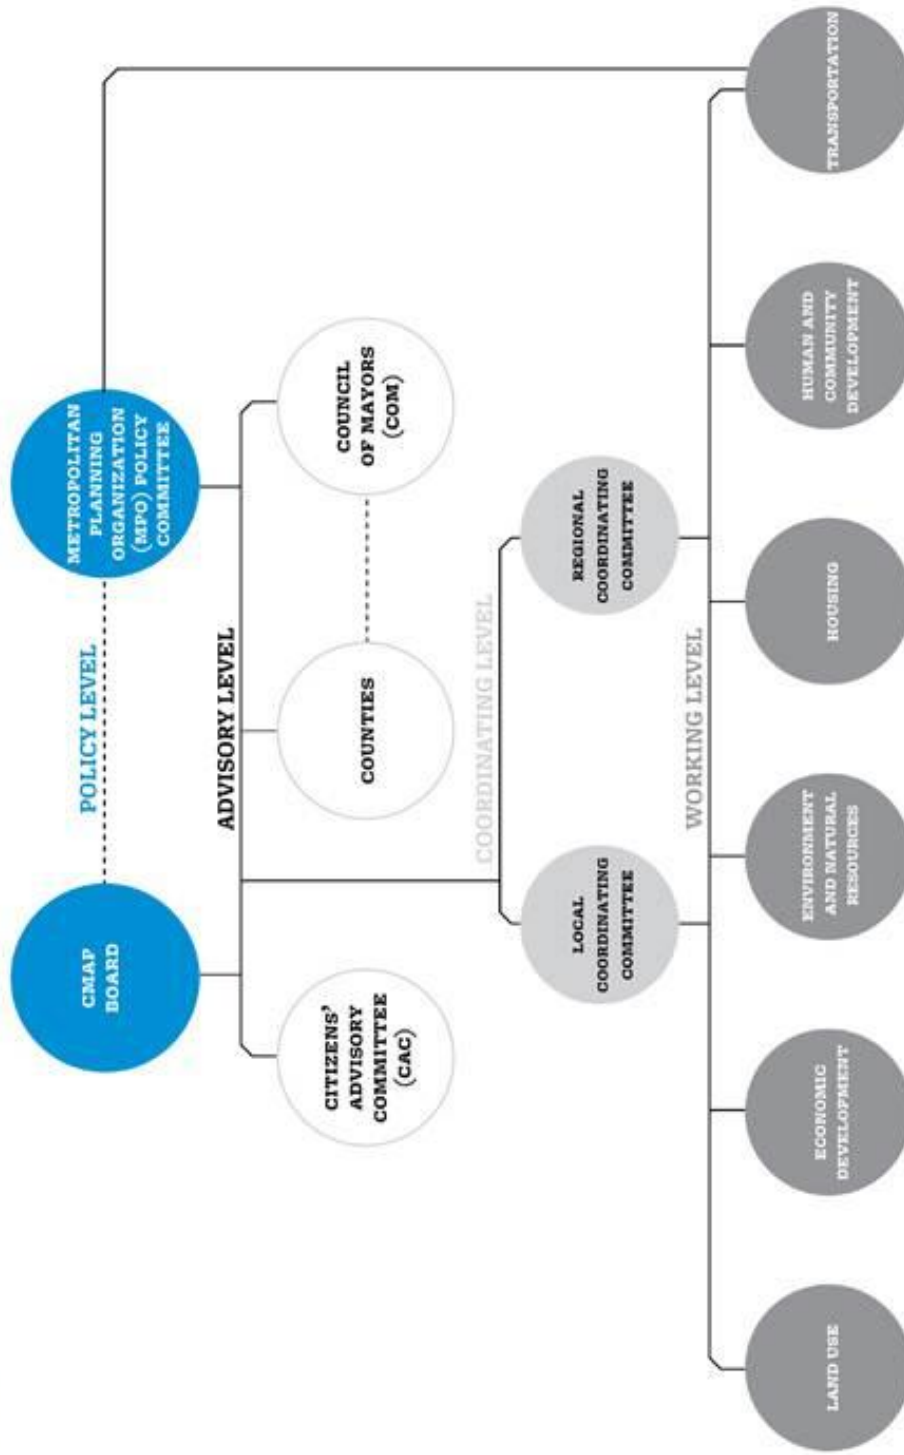 POLICY LEVEL
CMAP
BOARD
METROPOLITAN
PLANNING
ORGANIZATION
(MPO) POLICY
COMMITTEE
ADVISORY LEVEL
CITIZENS’
ADVISORY
COMMITTEE
(CAC)
COUNTIES
COUNCIL
OF MAYORS
(COM)
COORDINATING LEVEL
LOCAL
COORDINATING
COMMITTEE
REGIONAL
COORDINATING
COMMITTEE
WORKING LEVEL
LAND USE
ECONOMIC
DEVELOPMENT
ENVIRONMENT
AND NATURAL
RESOURCES
HOUSING
HUMAN AND
COMMUNITY
DEVELOPMENT
TRANSPORTATION